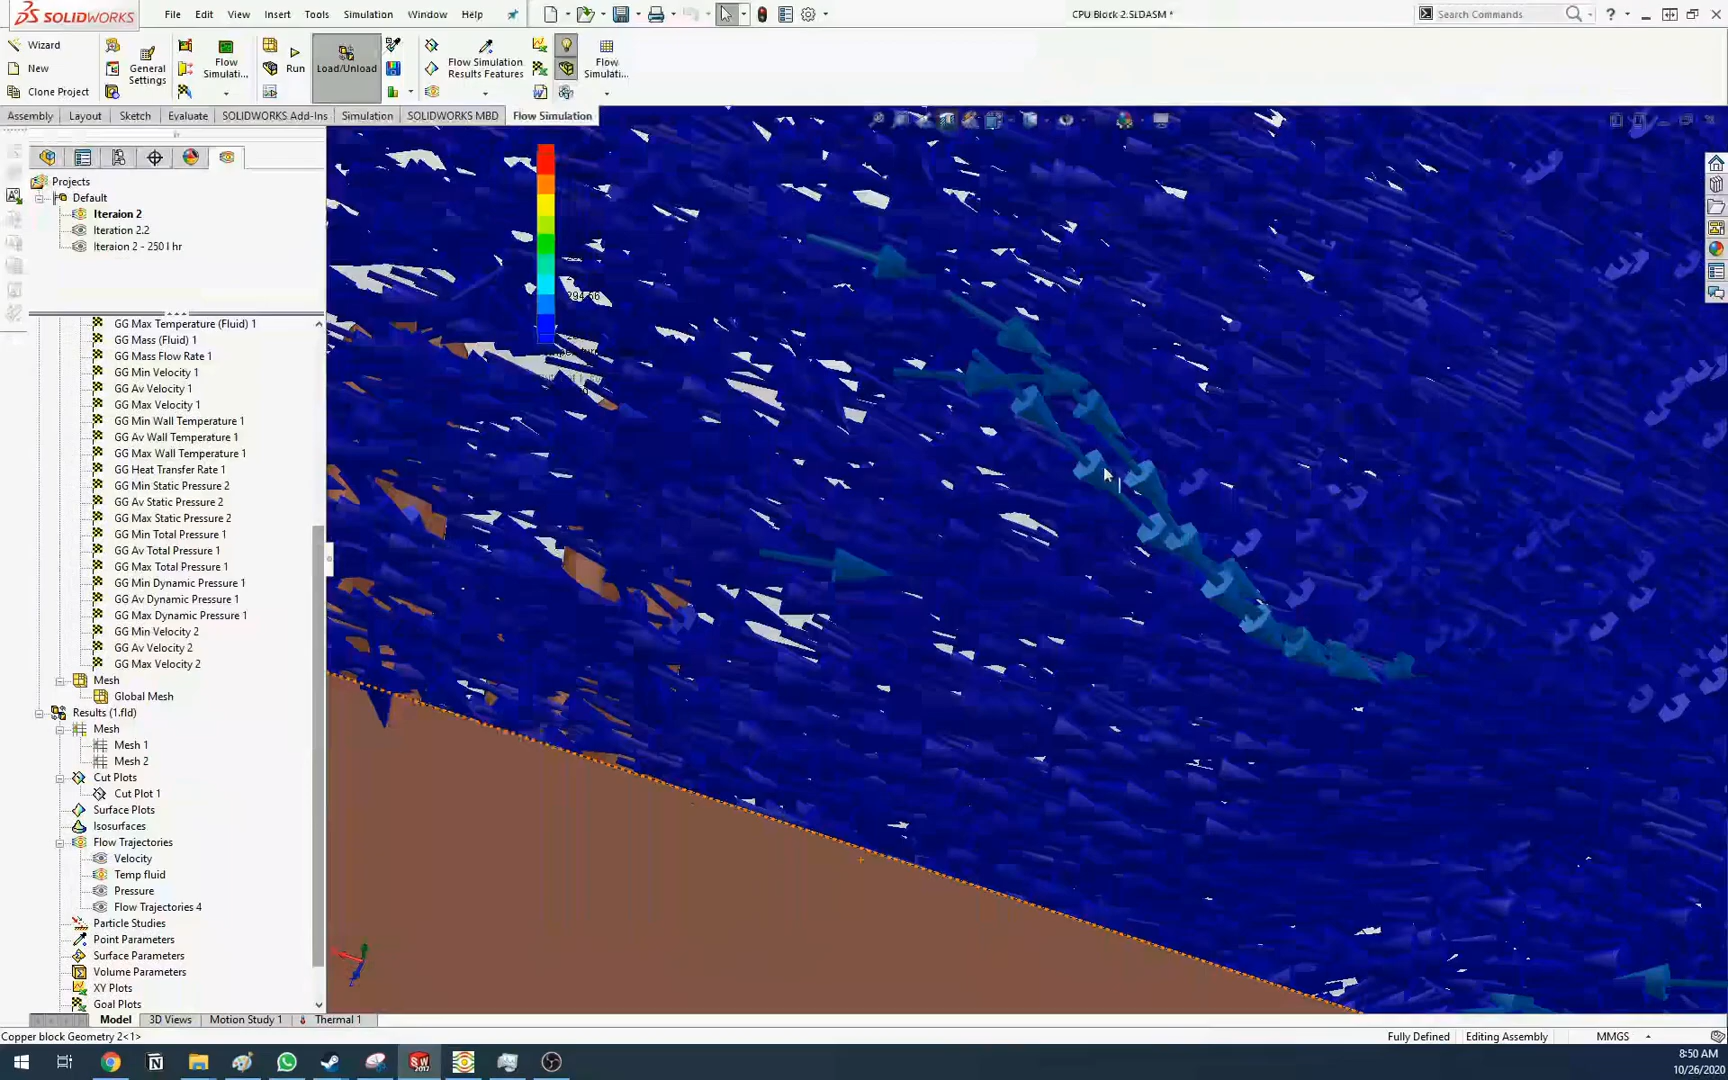 SOLIDWORKS
File Edit View Insert Tools Simulation Window Help
CPU Block 2.SLDASM *
Search Commands
Wizard
New
Clone Project
General Settings
Flow Simulati...
Run
Load/Unload
Flow Simulation Results Features
Flow Simulati...
Assembly Layout Sketch Evaluate SOLIDWORKS Add-Ins Simulation SOLIDWORKS MBD Flow Simulation
Projects
Default
Iteraion 2
Iteration 2.2
Iteraion 2 - 250 l hr
GG Max Temperature (Fluid) 1
GG Mass (Fluid) 1
GG Mass Flow Rate 1
GG Min Velocity 1
GG Av Velocity 1
GG Max Velocity 1
GG Min Wall Temperature 1
GG Av Wall Temperature 1
GG Max Wall Temperature 1
GG Heat Transfer Rate 1
GG Min Static Pressure 2
GG Av Static Pressure 2
GG Max Static Pressure 2
GG Min Total Pressure 1
GG Av Total Pressure 1
GG Max Total Pressure 1
GG Min Dynamic Pressure 1
GG Av Dynamic Pressure 1
GG Max Dynamic Pressure 1
GG Min Velocity 2
GG Av Velocity 2
GG Max Velocity 2
Mesh
Global Mesh
Results (1.fld)
Mesh
Mesh 1
Mesh 2
Cut Plots
Cut Plot 1
Surface Plots
Isosurfaces
Flow Trajectories
Velocity
Temp fluid
Pressure
Flow Trajectories 4
Particle Studies
Point Parameters
Surface Parameters
Volume Parameters
XY Plots
Goal Plots
Model 3D Views Motion Study 1 Thermal 1
Copper block Geometry 2<1>
Fully Defined Editing Assembly MMGS
8:50 AM
10/26/2020